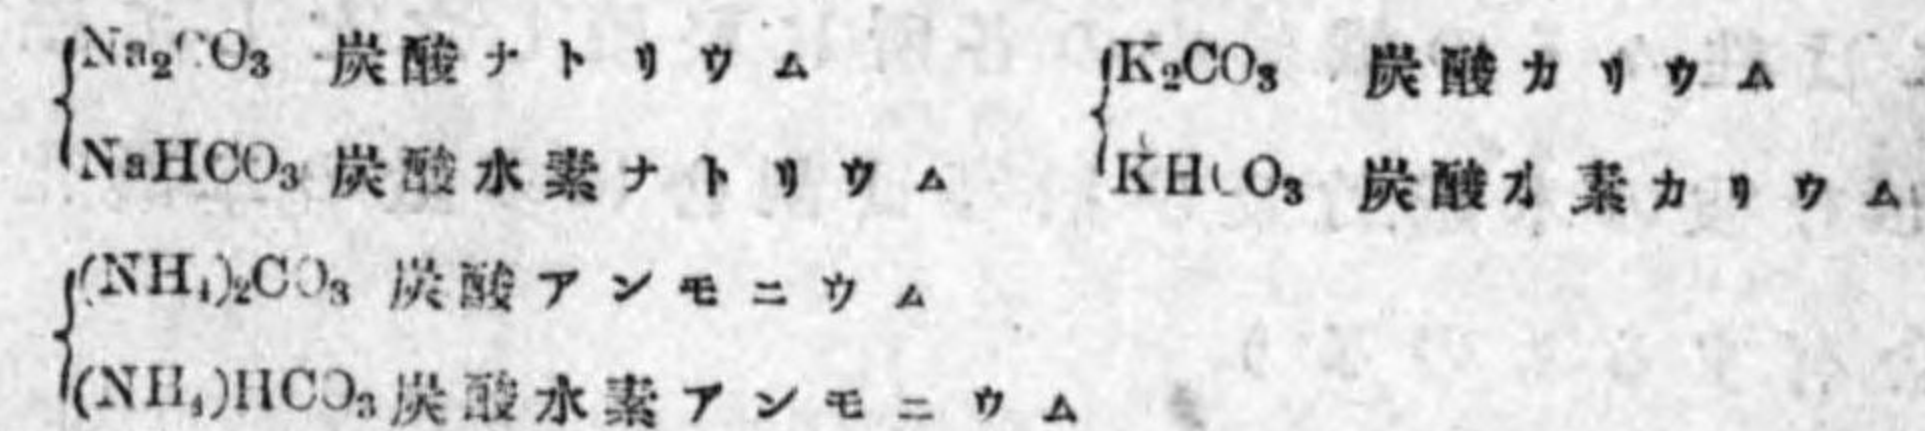 Na₂CO₃ 炭酸ナトリウム
NaHCO₃ 炭酸水素ナトリウム
K₂CO₃ 炭酸カリウム
KHCO₃ 炭酸水素カリウム
(NH₄)₂CO₃ 炭酸アンモニウム
(NH₄)HCO₃ 炭酸水素アンモニウム